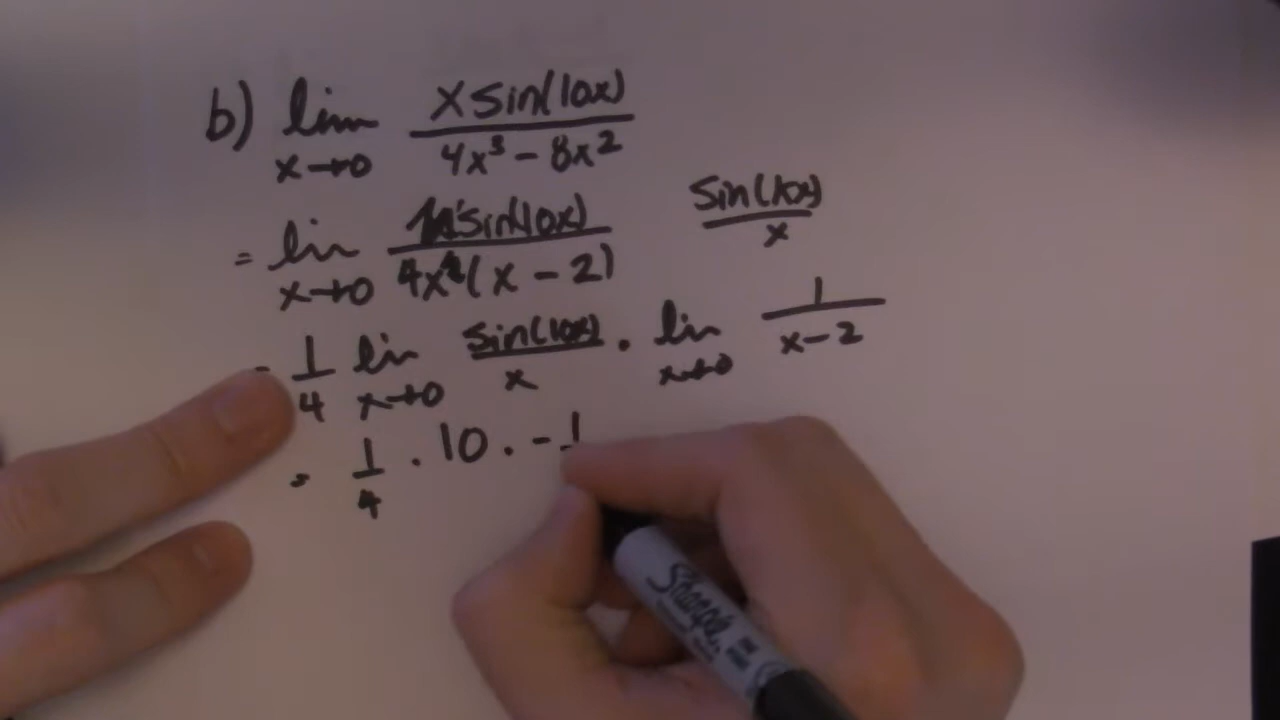 b) lim x→0 x sin(10x) / 4x³ - 8x²
= lim x→0 sin(10x) / 4x (x - 2)
sin(10x) / x
= 1/4 lim x→0 sin(10x) / x · lim x→0 1 / x - 2
= 1/4 · 10 · - 1
Sharpie